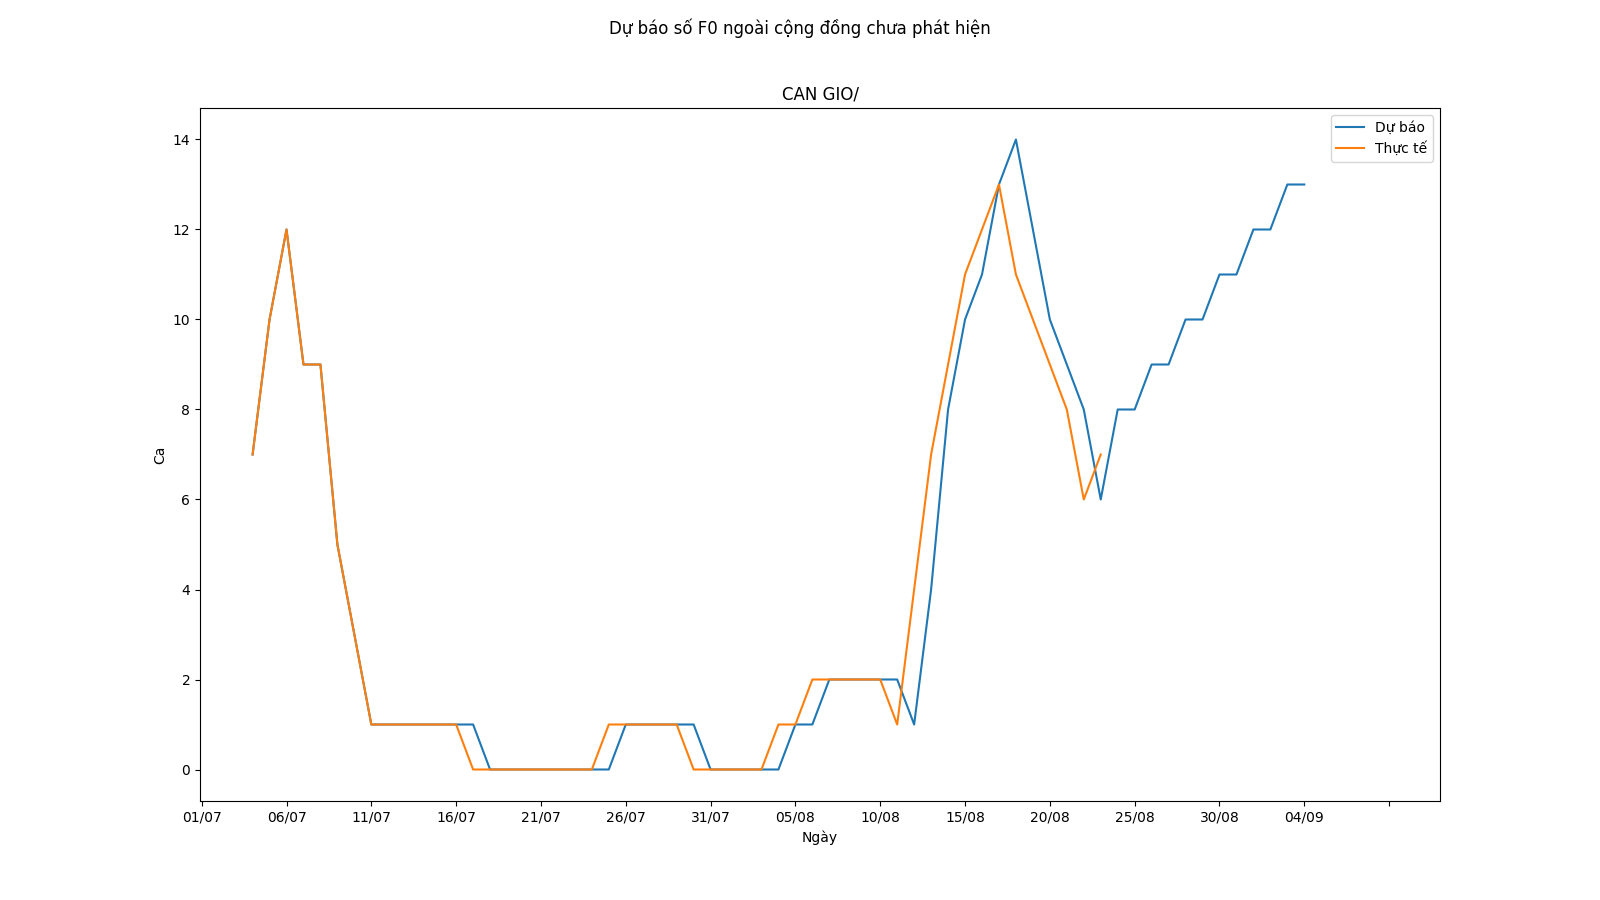 Dự báo số F0 ngoài cộng đồng chưa phát hiện
CAN GIO/
Dự báo
Thực tế
14
12
10
8
6
4
2
0
Ca
01/07 06/07 11/07 16/07 21/07 26/07 31/07 05/08 10/08 15/08 20/08 25/08 30/08 04/09
Ngày